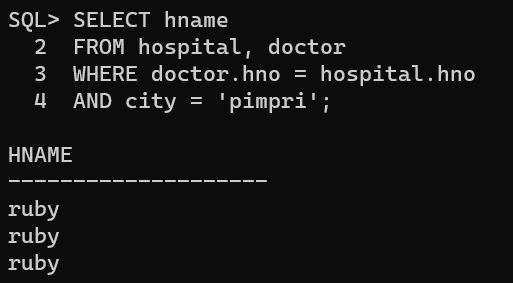 SQL> SELECT hname
  2  FROM hospital, doctor
  3  WHERE doctor.hno = hospital.hno
  4  AND city = 'pimpri';

HNAME
--------------------
ruby
ruby
ruby